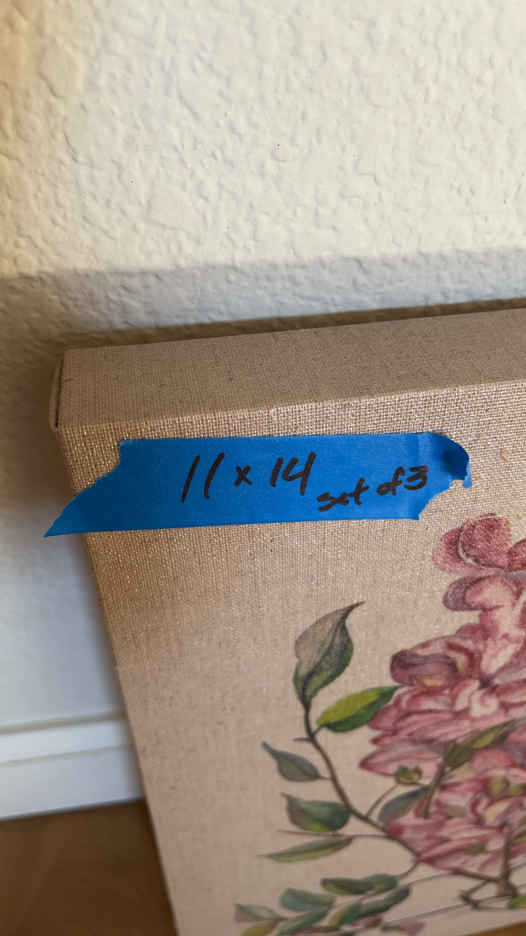 11 x 14
set of 3